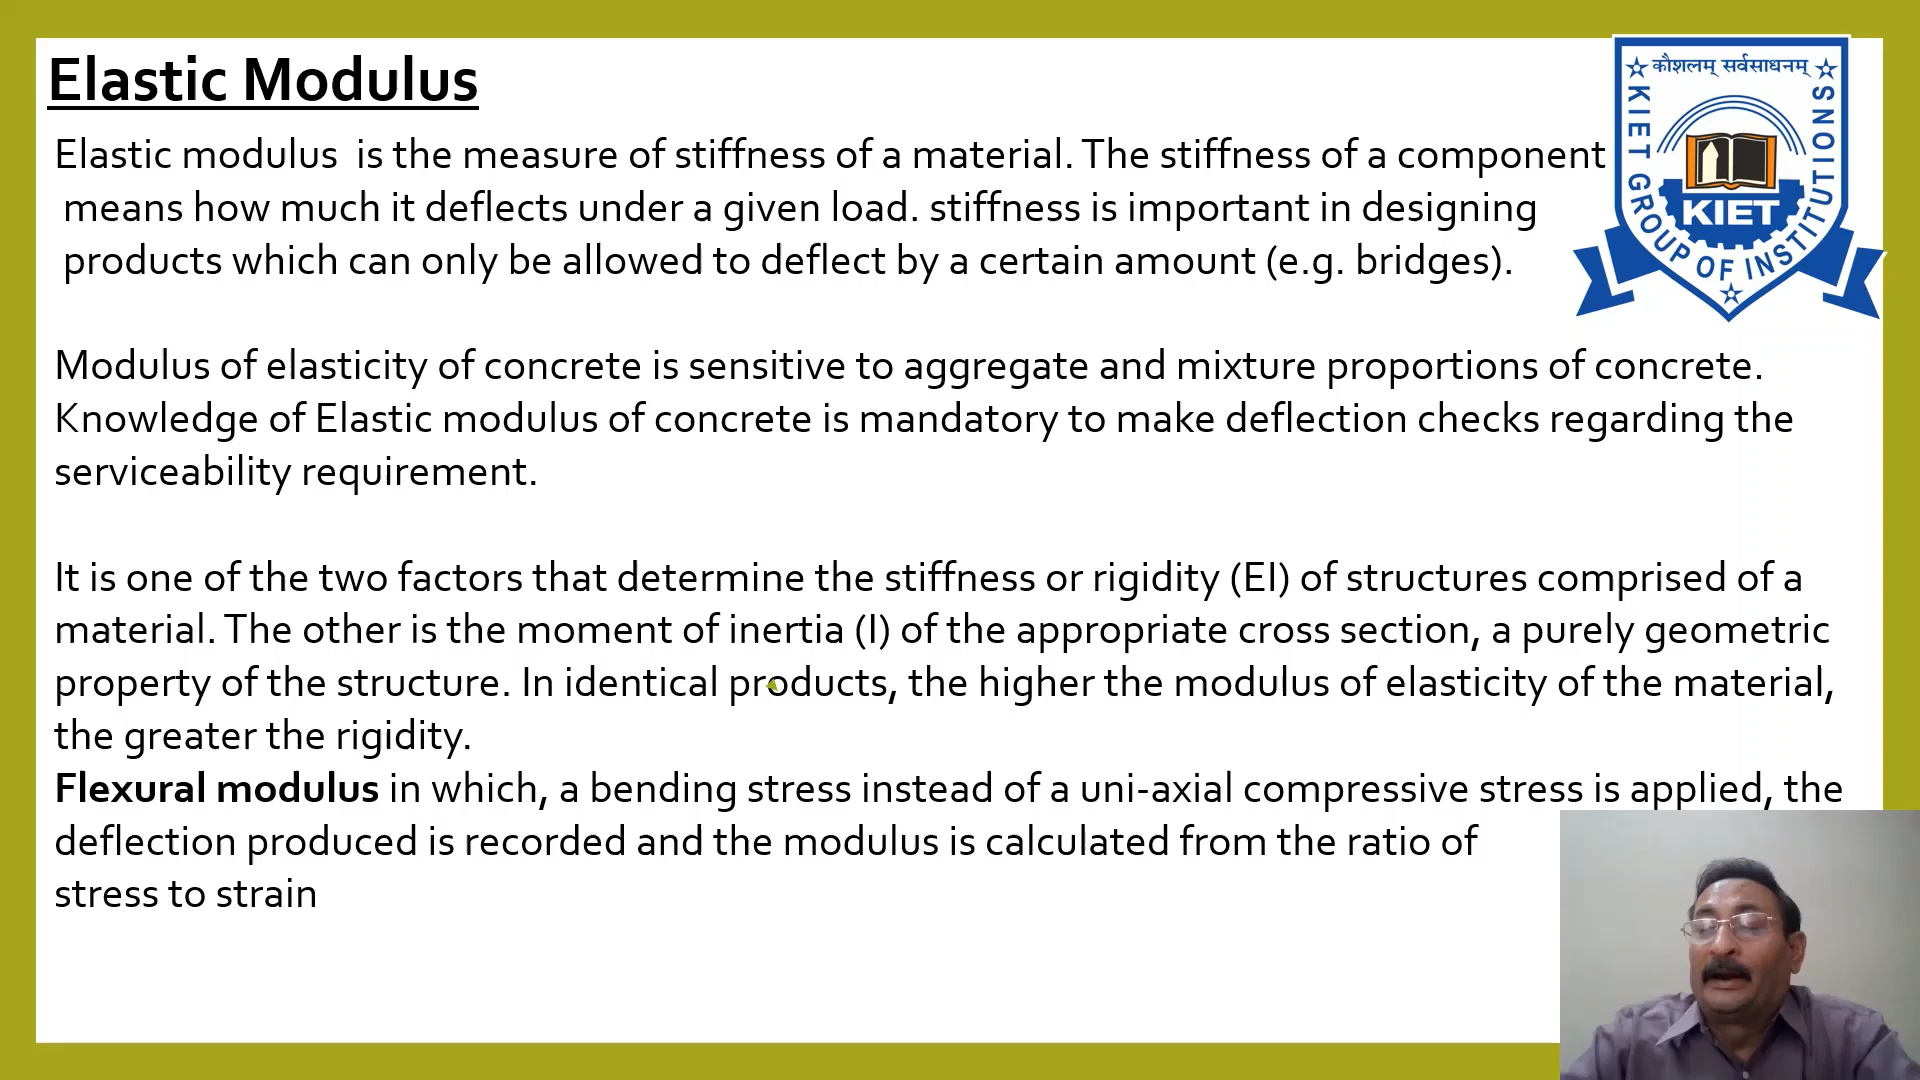 Elastic Modulus
Elastic modulus is the measure of stiffness of a material. The stiffness of a component
means how much it deflects under a given load. stiffness is important in designing
products which can only be allowed to deflect by a certain amount (e.g. bridges).
Modulus of elasticity of concrete is sensitive to aggregate and mixture proportions of concrete.
Knowledge of Elastic modulus of concrete is mandatory to make deflection checks regarding the
serviceability requirement.
It is one of the two factors that determine the stiffness or rigidity (EI) of structures comprised of a
material. The other is the moment of inertia (I) of the appropriate cross section, a purely geometric
property of the structure. In identical products, the higher the modulus of elasticity of the material,
the greater the rigidity.
Flexural modulus in which, a bending stress instead of a uni-axial compressive stress is applied, the
deflection produced is recorded and the modulus is calculated from the ratio of
stress to strain
कौशलम् सर्वसाधनम्
KIET GROUP OF INSTITUTIONS
KIET